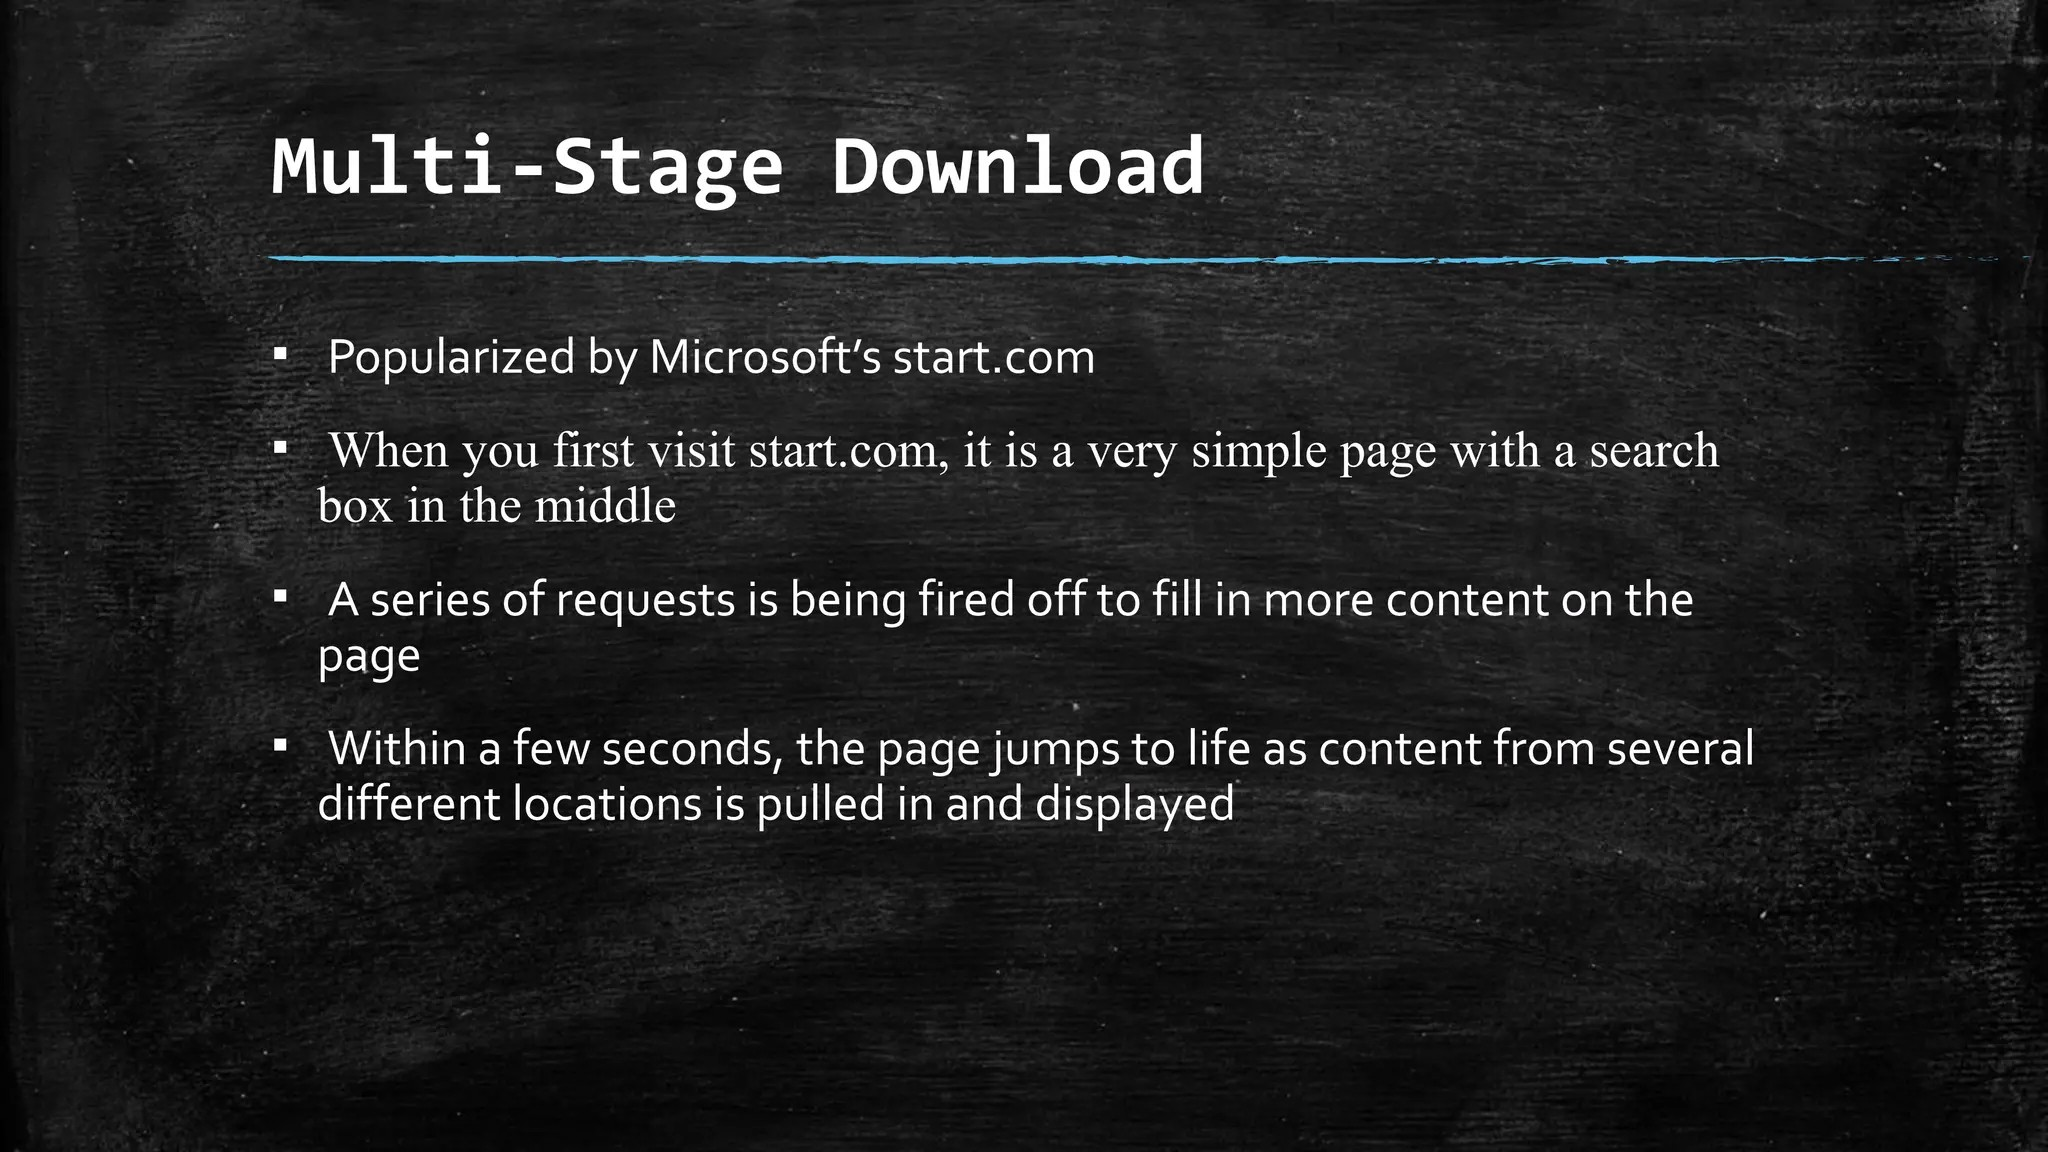 Multi-Stage Download
▪ Popularized by Microsoft’s start.com
▪ When you first visit start.com, it is a very simple page with a search
box in the middle
▪ A series of requests is being fired off to fill in more content on the
page
▪ Within a few seconds, the page jumps to life as content from several
different locations is pulled in and displayed